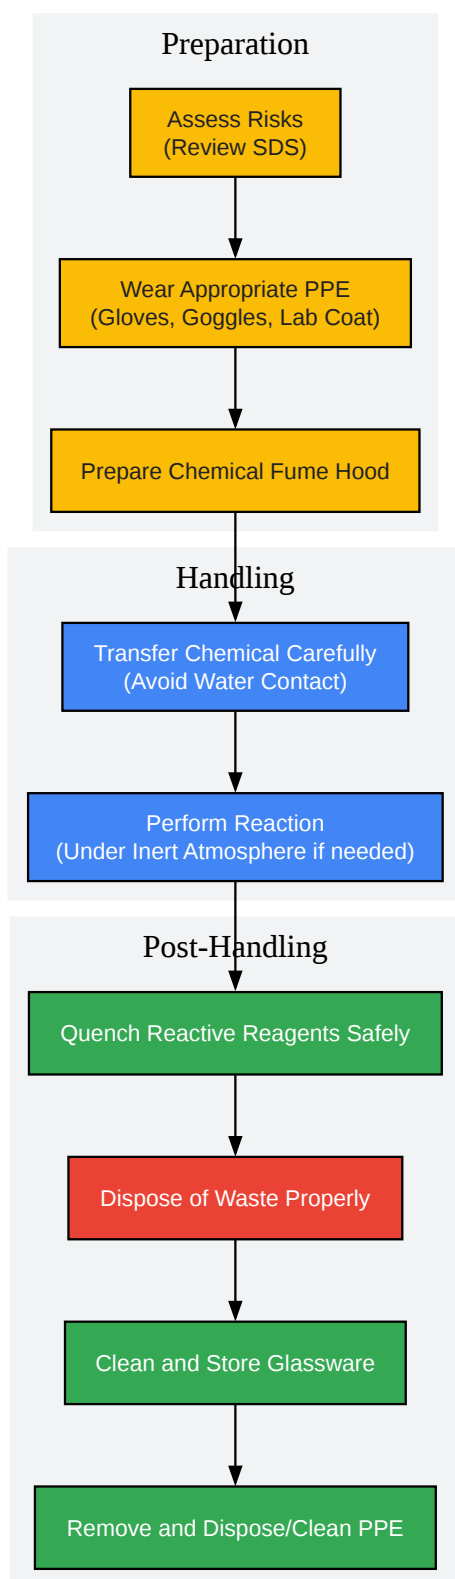 Preparation
Assess Risks
(Review SDS)
Wear Appropriate PPE
(Gloves, Goggles, Lab Coat)
Prepare Chemical Fume Hood
Handling
Transfer Chemical Carefully
(Avoid Water Contact)
Perform Reaction
(Under Inert Atmosphere if needed)
Post-Handling
Quench Reactive Reagents Safely
Dispose of Waste Properly
Clean and Store Glassware
Remove and Dispose/Clean PPE